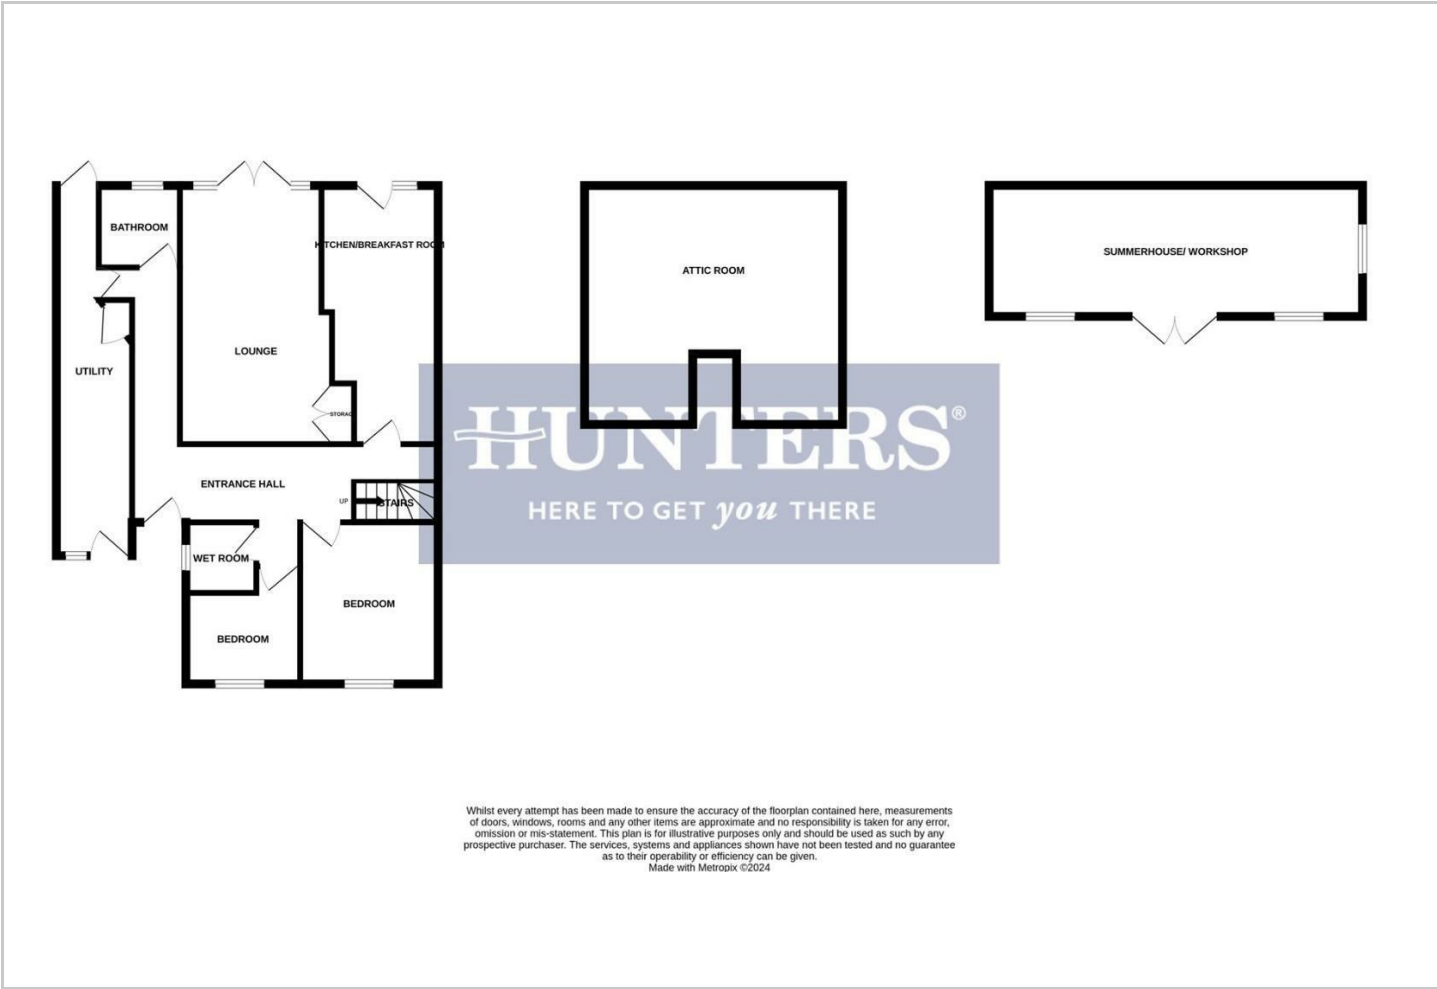 BATHROOM
KITCHEN/BREAKFAST ROOM
LOUNGE
UTILITY
STORAG
ENTRANCE HALL
UP
STAIRS
WET ROOM
BEDROOM
BEDROOM
ATTIC ROOM
SUMMERHOUSE/ WORKSHOP
HUNTERS®
HERE TO GET you THERE
Whilst every attempt has been made to ensure the accuracy of the floorplan contained here, measurements
of doors, windows, rooms and any other items are approximate and no responsibility is taken for any error,
omission or mis-statement. This plan is for illustrative purposes only and should be used as such by any
prospective purchaser. The services, systems and appliances shown have not been tested and no guarantee
as to their operability or efficiency can be given.
Made with Metropix ©2024